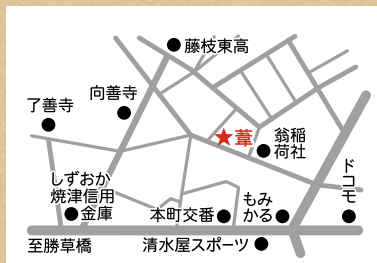 藤枝東高
向善寺
了善寺
★葦
翁稲
荷社
ドコモ
しずおか
焼津信用
金庫
本町交番
もみ
かる
至勝草橋
清水屋スポーツ